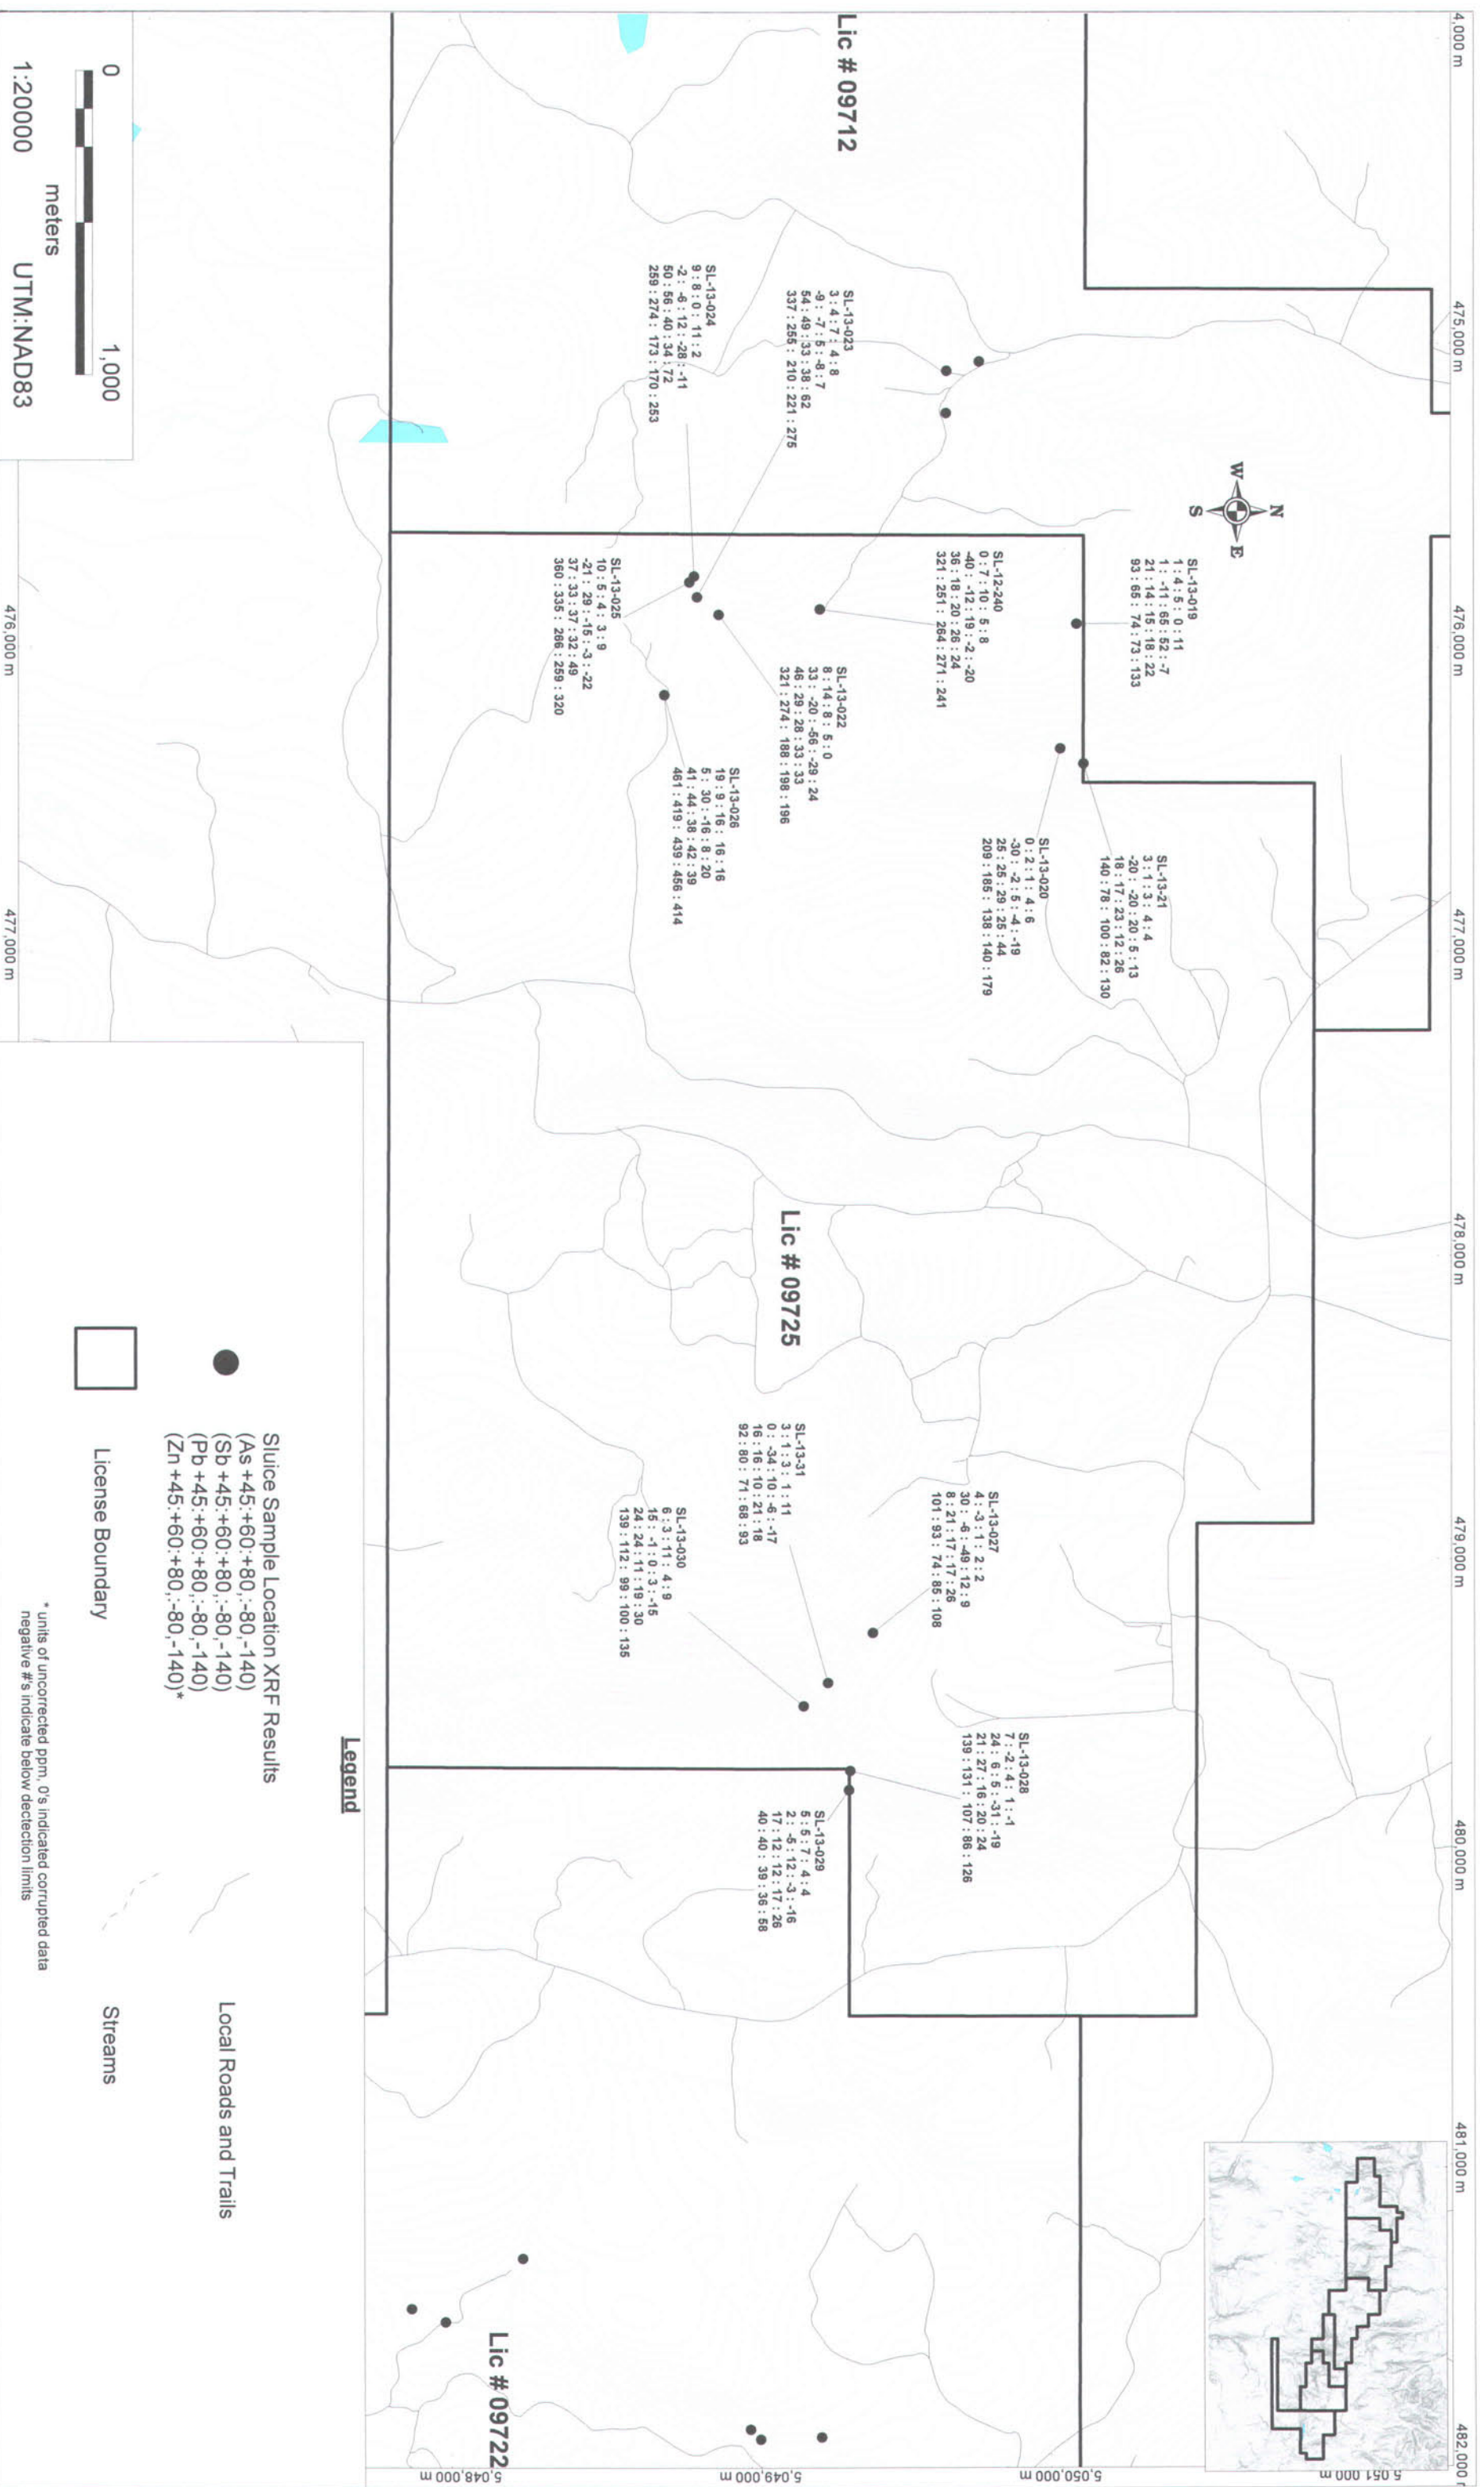 4,000 m
475,000 m
476,000 m
477,000 m
478,000 m
479,000 m
480,000 m
481,000 m
482,000
5,051,000 m
5,050,000 m
5,049,000 m
5,048,000 m
N
W
E
S
Lic # 09712
SL-13-019
1 : 4 : 5 : 0 : 11
1 : -11 : 65 : 52 : -7
21 : 14 : 15 : 18 : 22
93 : 65 : 74 : 73 : 133
SL-13-21
3 : 1 : 3 : 4 : 4
-20 : -20 : 20 : 5 : 13
18 : 17 : 23 : 12 : 26
140 : 78 : 100 : 82 : 130
SL-12-240
0 : 7 : 10 : 5 : 8
-40 : -12 : 19 : -2 : -20
36 : 18 : 20 : 26 : 24
321 : 251 : 264 : 271 : 241
SL-13-020
0 : 2 : 1 : 4 : 6
-30 : -2 : 5 : -4 : -19
25 : 25 : 29 : 25 : 44
209 : 185 : 138 : 140 : 179
SL-13-023
3 : 4 : 7 : 4 : 8
-9 : -7 : 5 : -8 : 7
54 : 49 : 33 : 38 : 62
337 : 255 : 210 : 221 : 275
SL-13-022
8 : 14 : 8 : 5 : 0
33 : -20 : -56 : -29 : 24
46 : 29 : 28 : 33 : 33
321 : 274 : 188 : 198 : 196
SL-13-024
9 : 8 : 0 : 11 : 2
-2 : -6 : 12 : -28 : -11
50 : 56 : 40 : 34 : 72
259 : 274 : 173 : 170 : 253
SL-13-026
19 : 9 : 16 : 16 : 16
5 : 30 : -16 : 8 : 20
41 : 44 : 38 : 42 : 39
461 : 419 : 439 : 456 : 414
SL-13-025
10 : 5 : 4 : 3 : 9
-21 : 29 : -15 : -3 : -22
37 : 33 : 37 : 32 : 49
360 : 335 : 266 : 259 : 320
Lic # 09725
SL-13-027
4 : -3 : 1 : 2 : 2
30 : -6 : -49 : 12 : 9
8 : 21 : 17 : 17 : 26
101 : 93 : 74 : 85 : 108
SL-13-028
7 : -2 : 4 : 1 : -1
24 : 6 : 5 : -31 : -19
21 : 27 : 16 : 20 : 24
139 : 131 : 107 : 86 : 126
SL-13-31
3 : 1 : 3 : 1 : 11
0 : -34 : 10 : -6 : -17
16 : 16 : 10 : 21 : 18
92 : 80 : 71 : 68 : 93
SL-13-029
5 : 5 : 7 : 4 : 4
2 : -5 : 12 : -3 : -16
17 : 12 : 12 : 17 : 26
40 : 40 : 39 : 36 : 58
SL-13-030
6 : 3 : 11 : 4 : 9
15 : -1 : 0 : 3 : -15
24 : 24 : 11 : 19 : 30
139 : 112 : 99 : 100 : 135
Lic # 09722
0 1,000
meters
1:20000 UTM:NAD83
476,000 m
477,000 m
Legend
Sluice Sample Location XRF Results
(As +45:+60:+80,:-80,-140)
(Sb +45:+60:+80,:-80,-140)
(Pb +45:+60:+80,:-80,-140)
(Zn +45:+60:+80,:-80,-140)*
License Boundary
Local Roads and Trails
Streams
* units of uncorrected ppm, 0's indicated corrupted data
negative #'s indicate below dectection limits